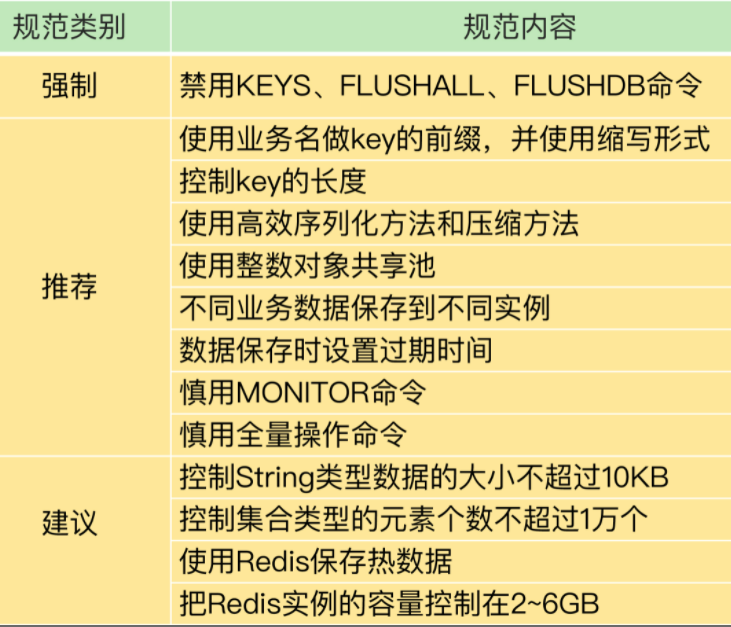 规范类别 规范内容
强制 禁用KEYS、FLUSHALL、FLUSHDB命令
使用业务名做key的前缀，并使用缩写形式
控制key的长度
使用高效序列化方法和压缩方法
使用整数对象共享池
推荐
不同业务数据保存到不同实例
数据保存时设置过期时间
慎用MONITOR命令
慎用全量操作命令
控制String类型数据的大小不超过10KB
建议 控制集合类型的元素个数不超过1万个
使用Redis保存热数据
把Redis实例的容量控制在2~6GB